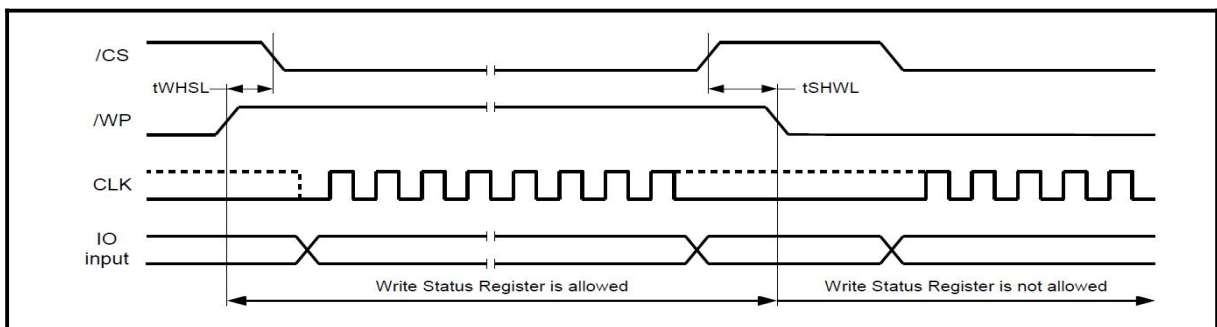 /CS
tWHSL
tSHWL
/WP
CLK
IO
input
Write Status Register is allowed
Write Status Register is not allowed